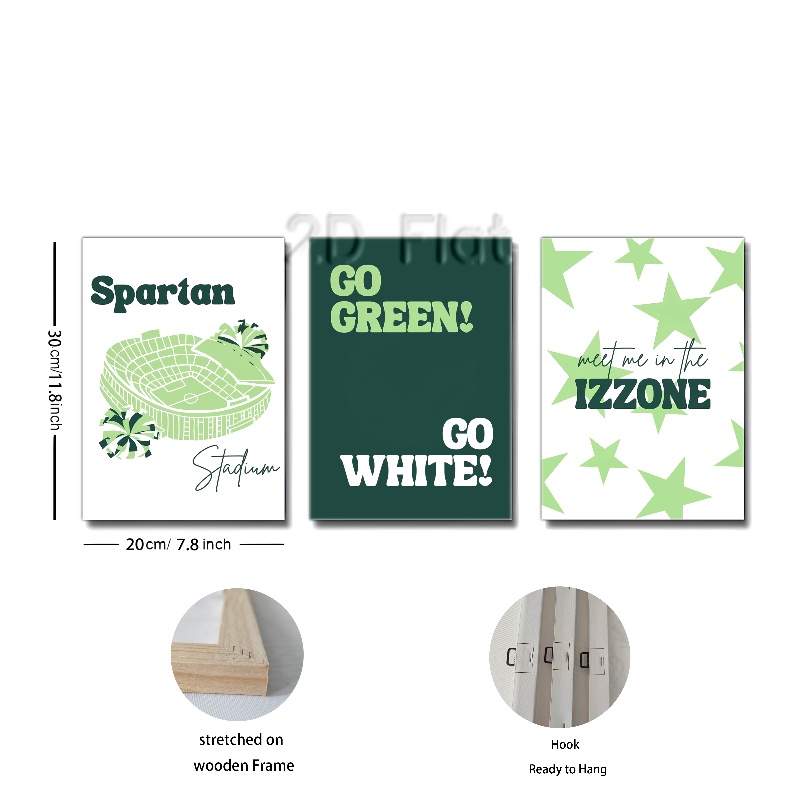 2D Flat
Spartan
Stadium
GO
GREEN!
GO
WHITE!
meet me in the
IZZONE
30cm/11.8inch
20cm/ 7.8 inch
stretched on
wooden Frame
Hook
Ready to Hang